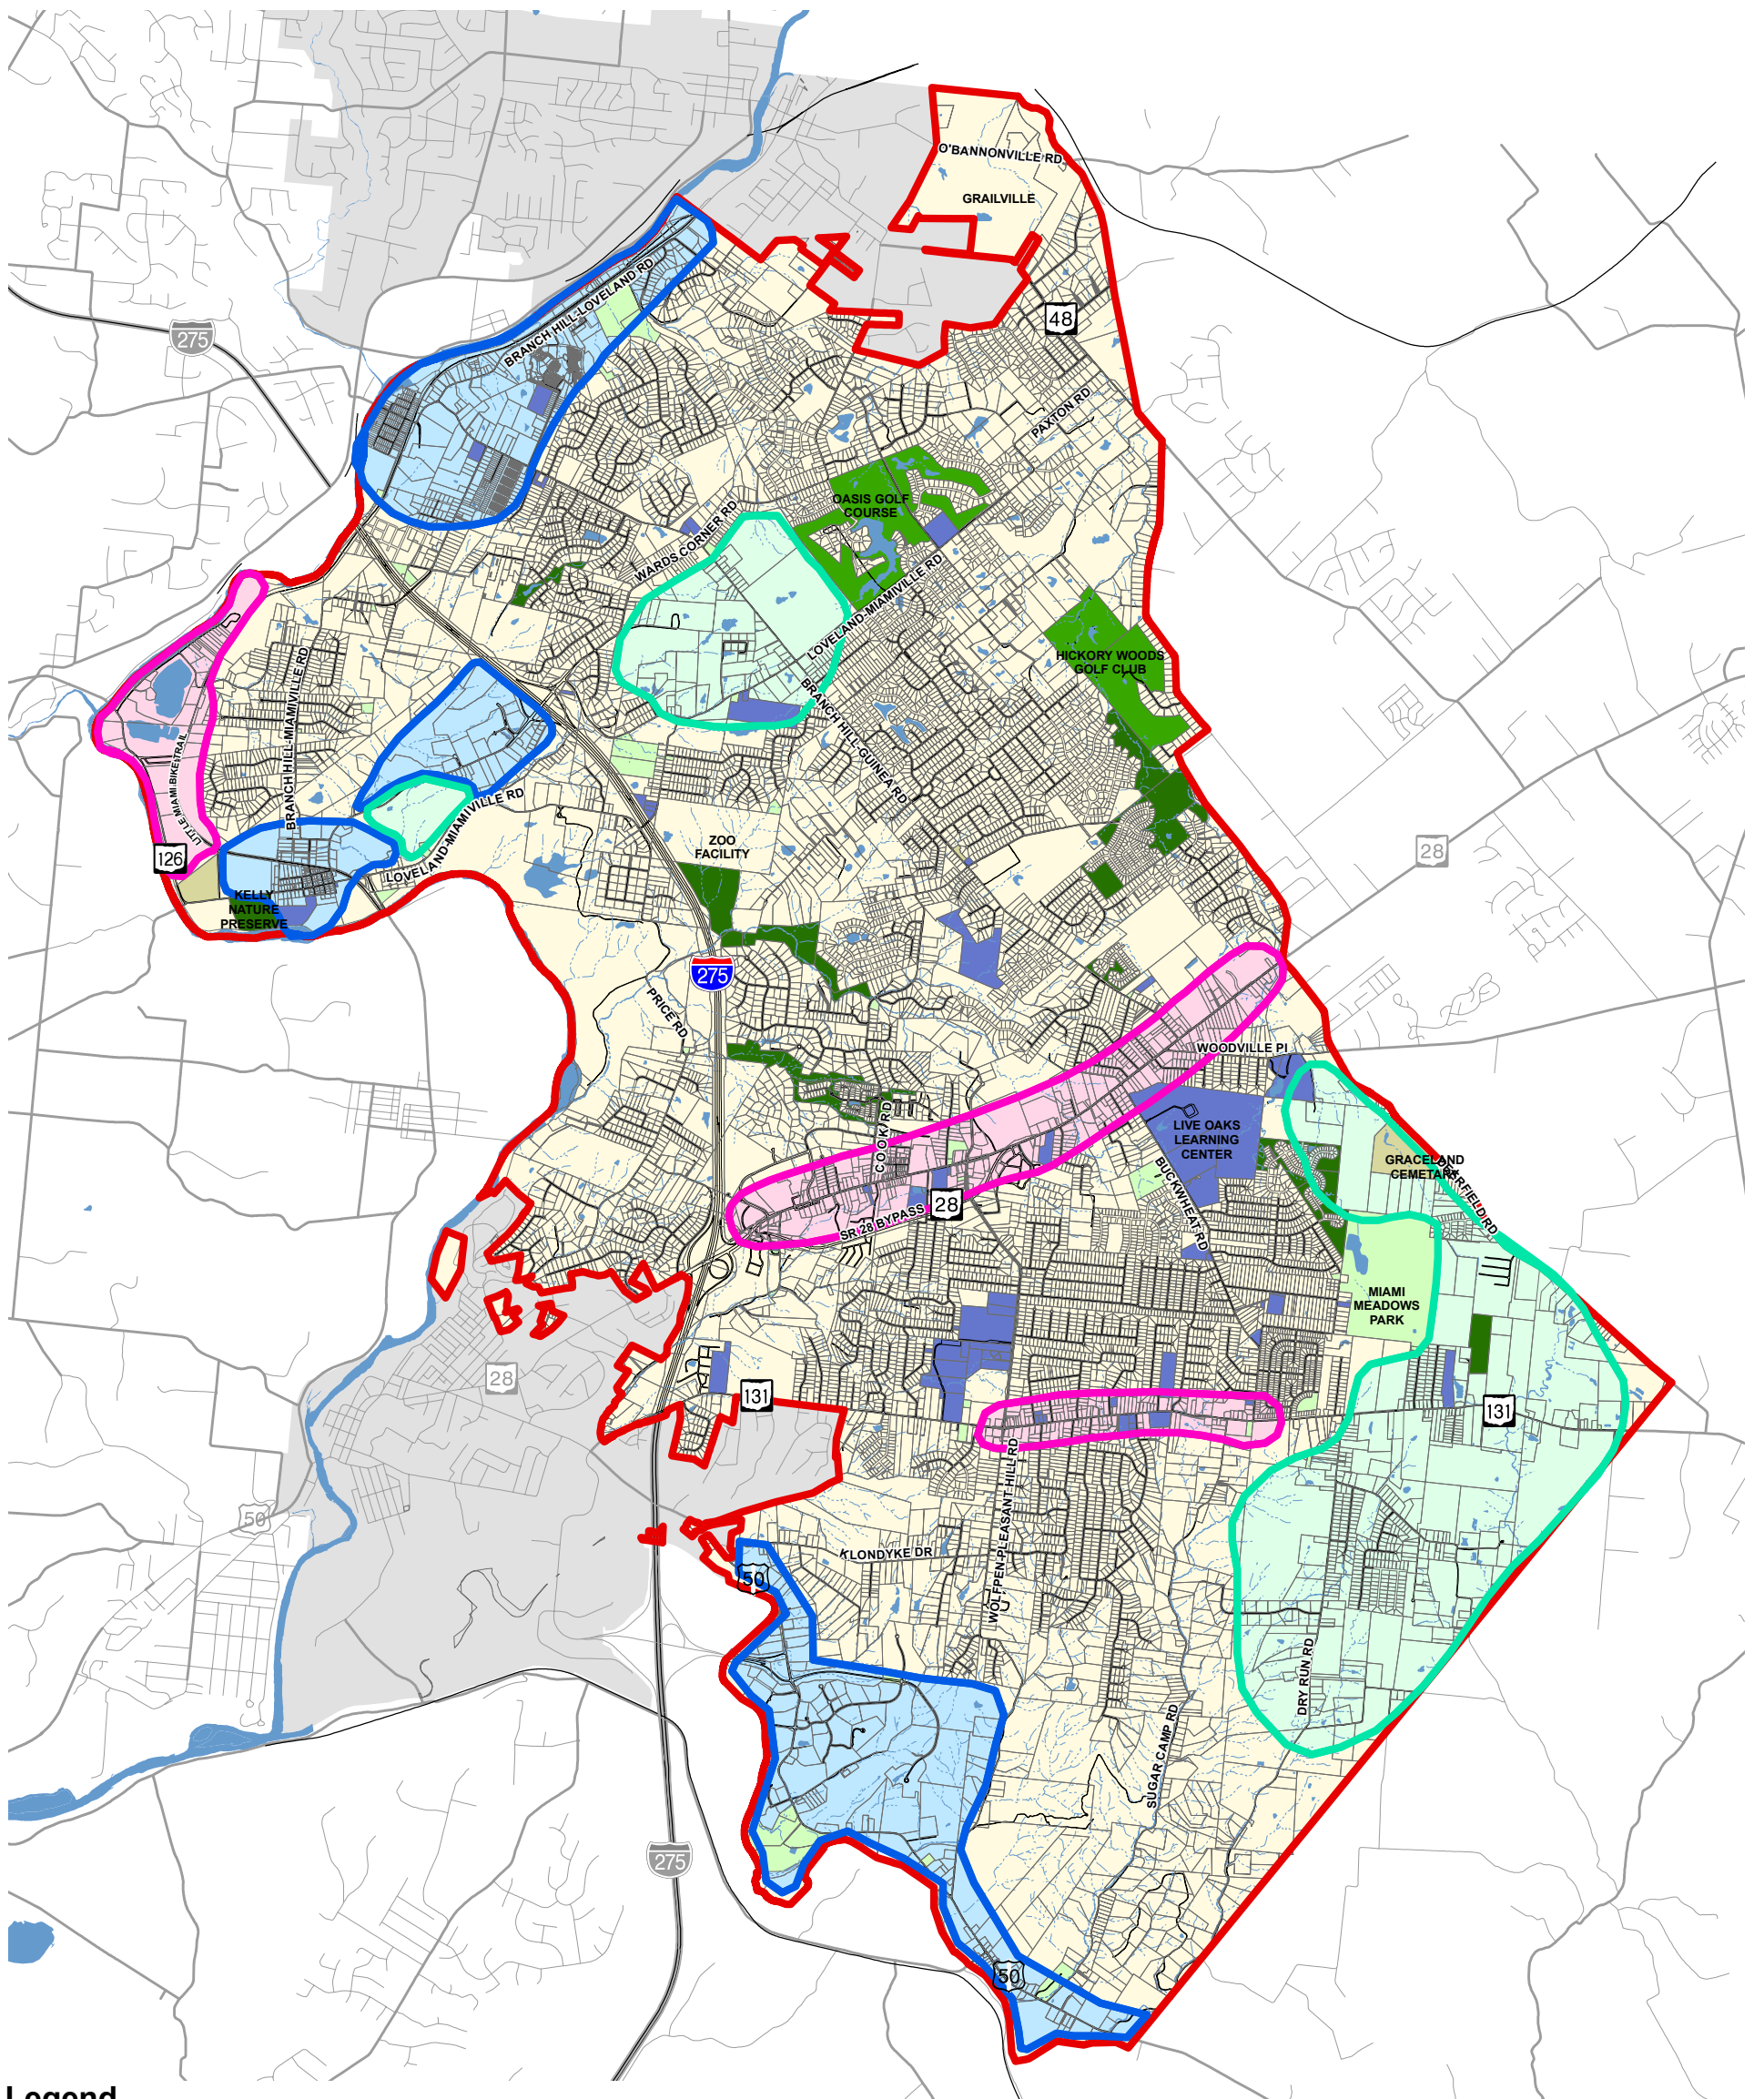 O'BANNONVILLE RD
GRAILVILLE
BRANCH HILL-LOVELAND RD
48
275
PAXTON RD
OASIS GOLF
COURSE
WARDS CORNER RD
LOVELAND-MIAMIVILLE RD
HICKORY WOODS
GOLF CLUB
BRANCH HILL-MIAMIVILLE RD
BRANCH HILL-GUINEA RD
LITTLE MIAMI BIKE TRAIL
LOVELAND-MIAMIVILLE RD
ZOO
FACILITY
126
28
KELLY
NATURE
PRESERVE
275
PRICE RD
WOODVILLE PI
LIVE OAKS
LEARNING
CENTER
COOK RD
GRACELAND
CEMETARY
BUCKWHEAT RD
28
SR 28 BYPASS
MIAMI
MEADOWS
PARK
28
131
131
WOLFPEN-PLEASANT-HILL RD
50
KLONDYKE DR
50
DRY RUN RD
SUGAR CAMP RD
275
50
Legend